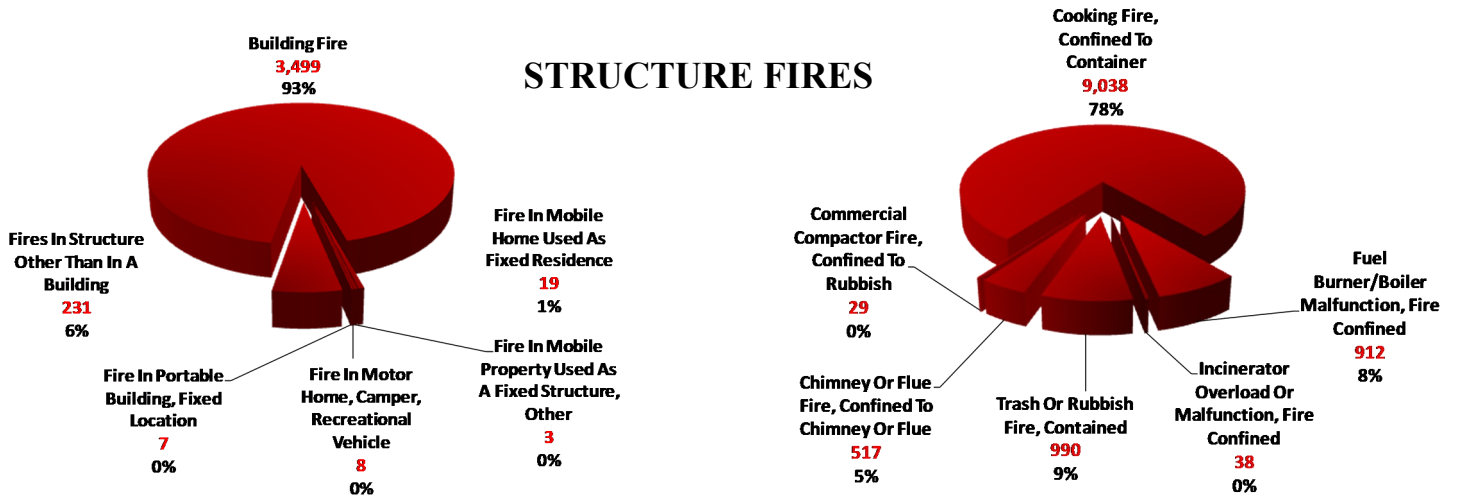 STRUCTURE FIRES
Building Fire
3,499
93%
Fire In Mobile
Home Used As
Fixed Residence
19
1%
Fires In Structure
Other Than In A
Building
231
6%
Fire In Portable
Building, Fixed
Location
7
0%
Fire In Motor
Home, Camper,
Recreational
Vehicle
8
0%
Fire In Mobile
Property Used As
A Fixed Structure,
Other
3
0%
Cooking Fire,
Confined To
Container
9,038
78%
Commercial
Compactor Fire,
Confined To
Rubbish
29
0%
Fuel
Burner/Boiler
Malfunction, Fire
Confined
912
8%
Chimney Or Flue
Fire, Confined To
Chimney Or Flue
517
5%
Trash Or Rubbish
Fire, Contained
990
9%
Incinerator
Overload Or
Malfunction, Fire
Confined
38
0%